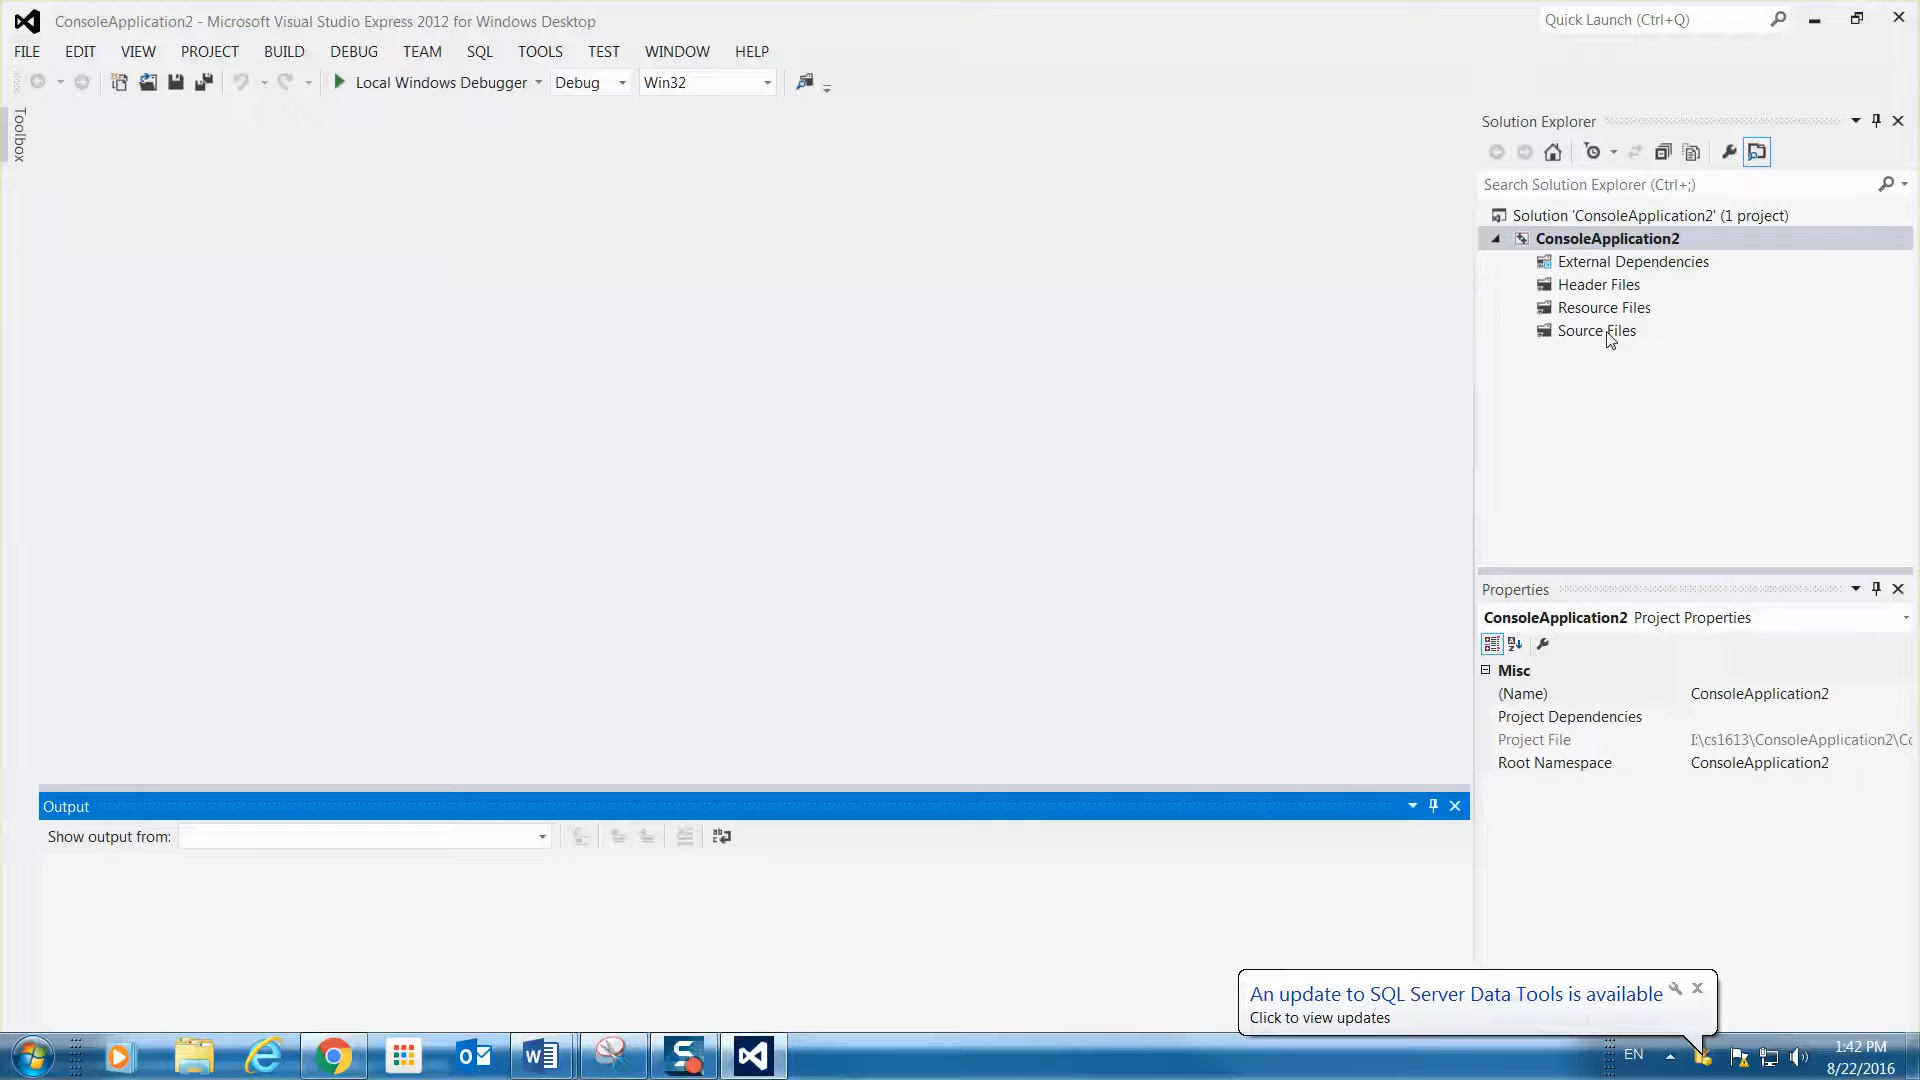 ConsoleApplication2 - Microsoft Visual Studio Express 2012 for Windows Desktop
Quick Launch (Ctrl+Q)
FILE EDIT VIEW PROJECT BUILD DEBUG TEAM SQL TOOLS TEST WINDOW HELP
Local Windows Debugger Debug Win32
Toolbox
Solution Explorer
Search Solution Explorer (Ctrl+;)
Solution 'ConsoleApplication2' (1 project)
ConsoleApplication2
External Dependencies
Header Files
Resource Files
Source Files
Properties
ConsoleApplication2 Project Properties
Misc
(Name) ConsoleApplication2
Project Dependencies
Project File I:\cs1613\ConsoleApplication2\Co
Root Namespace ConsoleApplication2
Output
Show output from:
An update to SQL Server Data Tools is available
Click to view updates
EN
1:42 PM
8/22/2016